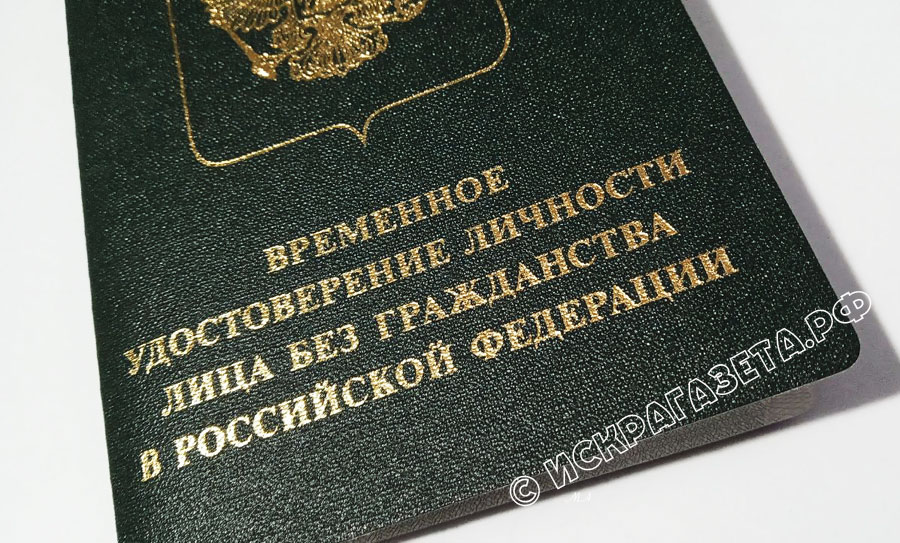 ВРЕМЕННОЕ
УДОСТОВЕРЕНИЕ ЛИЧНОСТИ
ЛИЦА БЕЗ ГРАЖДАНСТВА
В РОССИЙСКОЙ ФЕДЕРАЦИИ
© ИСКРАГАЗЕТА.РФ